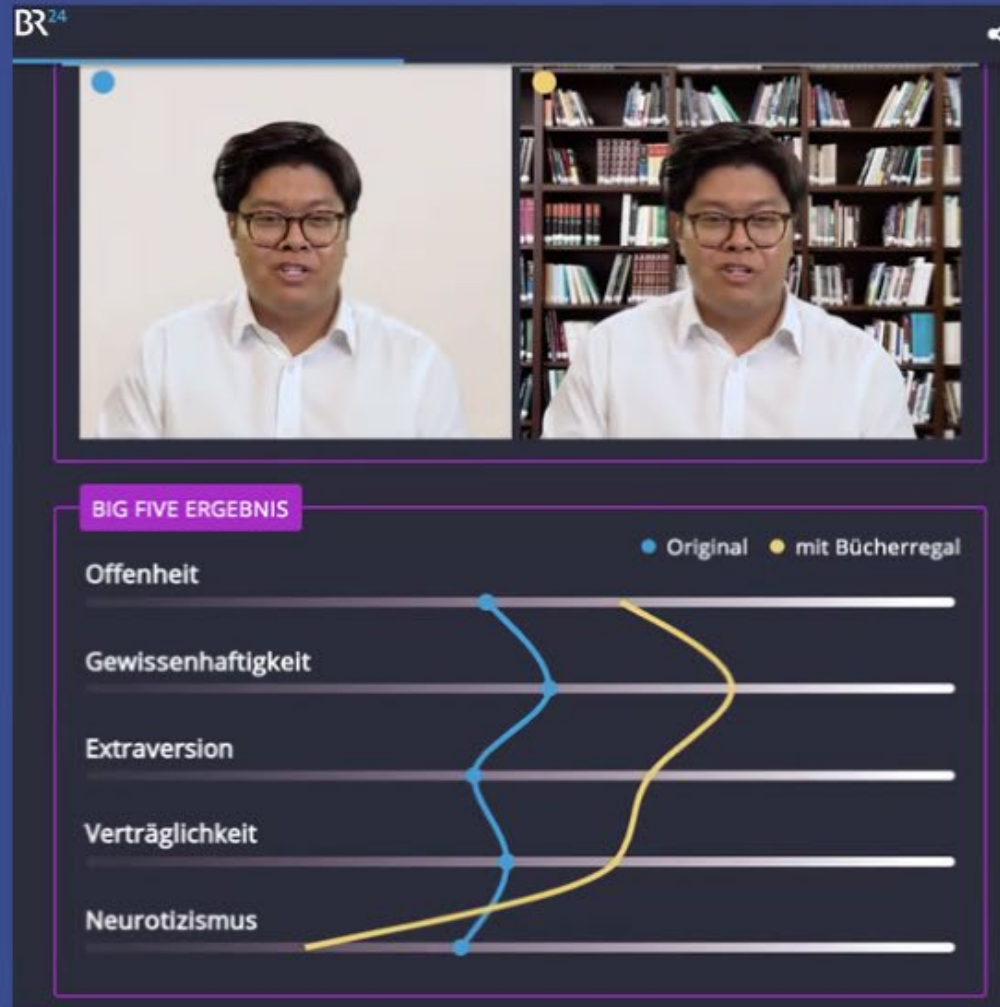 BR24
BIG FIVE ERGEBNIS
Original mit Bücherregal
Offenheit
Gewissenhaftigkeit
Extraversion
Verträglichkeit
Neurotizismus